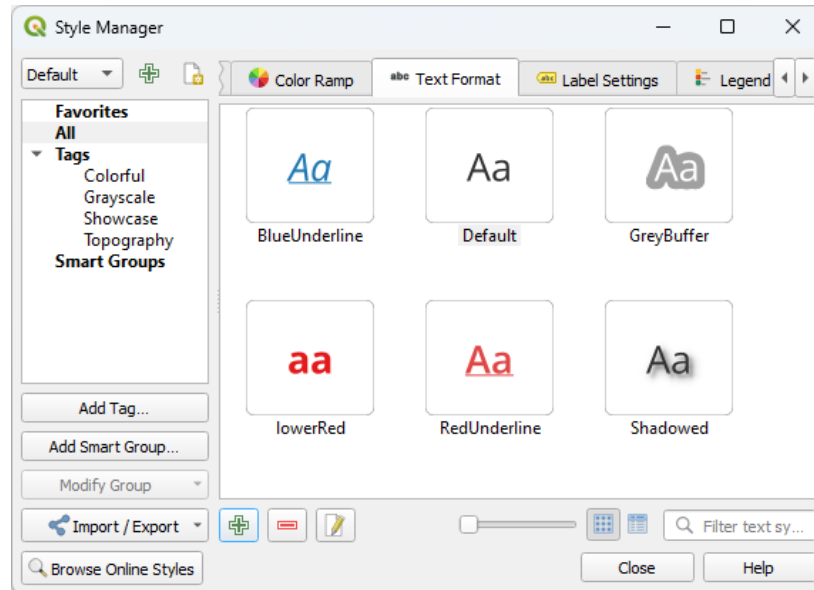 Style Manager
Default
Color Ramp
abc Text Format
abc Label Settings
Legend
Favorites
All
Tags
Colorful
Grayscale
Showcase
Topography
Smart Groups
Aa
BlueUnderline
Aa
Default
Aa
GreyBuffer
aa
lowerRed
Aa
RedUnderline
Aa
Shadowed
Add Tag...
Add Smart Group...
Modify Group
Import / Export
Filter text sy...
Browse Online Styles
Close
Help